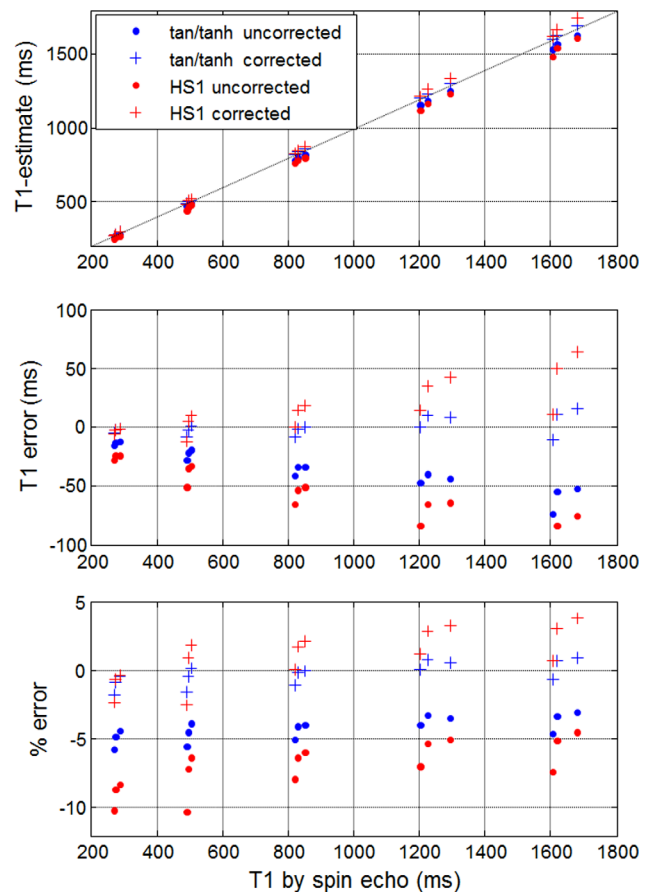 T1-estimate (ms)
1500
1000
500
tan/tanh uncorrected
tan/tanh corrected
HS1 uncorrected
HS1 corrected
200 400 600 800 1000 1200 1400 1600 1800
T1 error (ms)
100
50
0
-50
-100
200 400 600 800 1000 1200 1400 1600 1800
% error
5
0
-5
-10
200 400 600 800 1000 1200 1400 1600 1800
T1 by spin echo (ms)